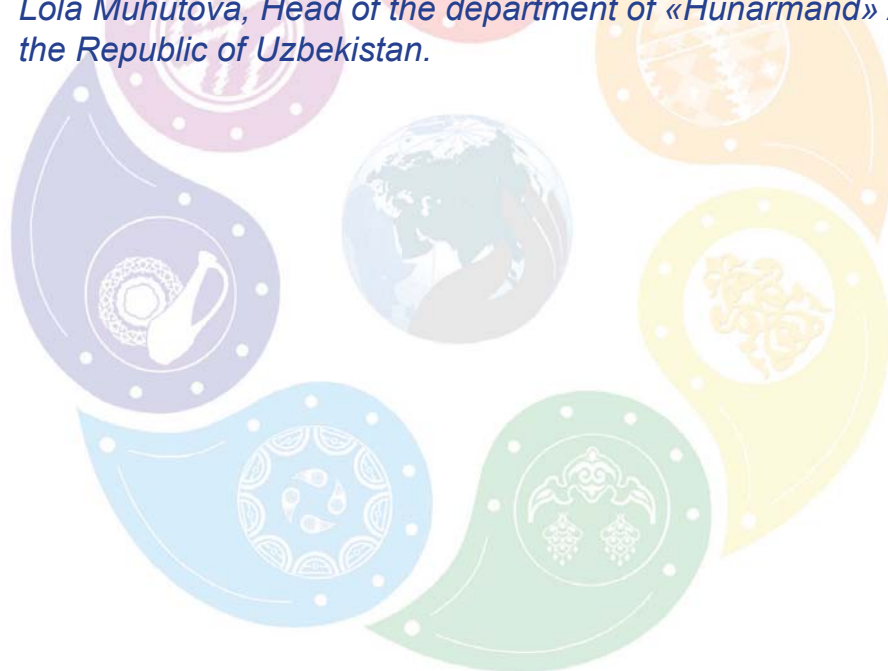 Lola Muhutova, Head of the department of «Hunarmand»
the Republic of Uzbekistan.